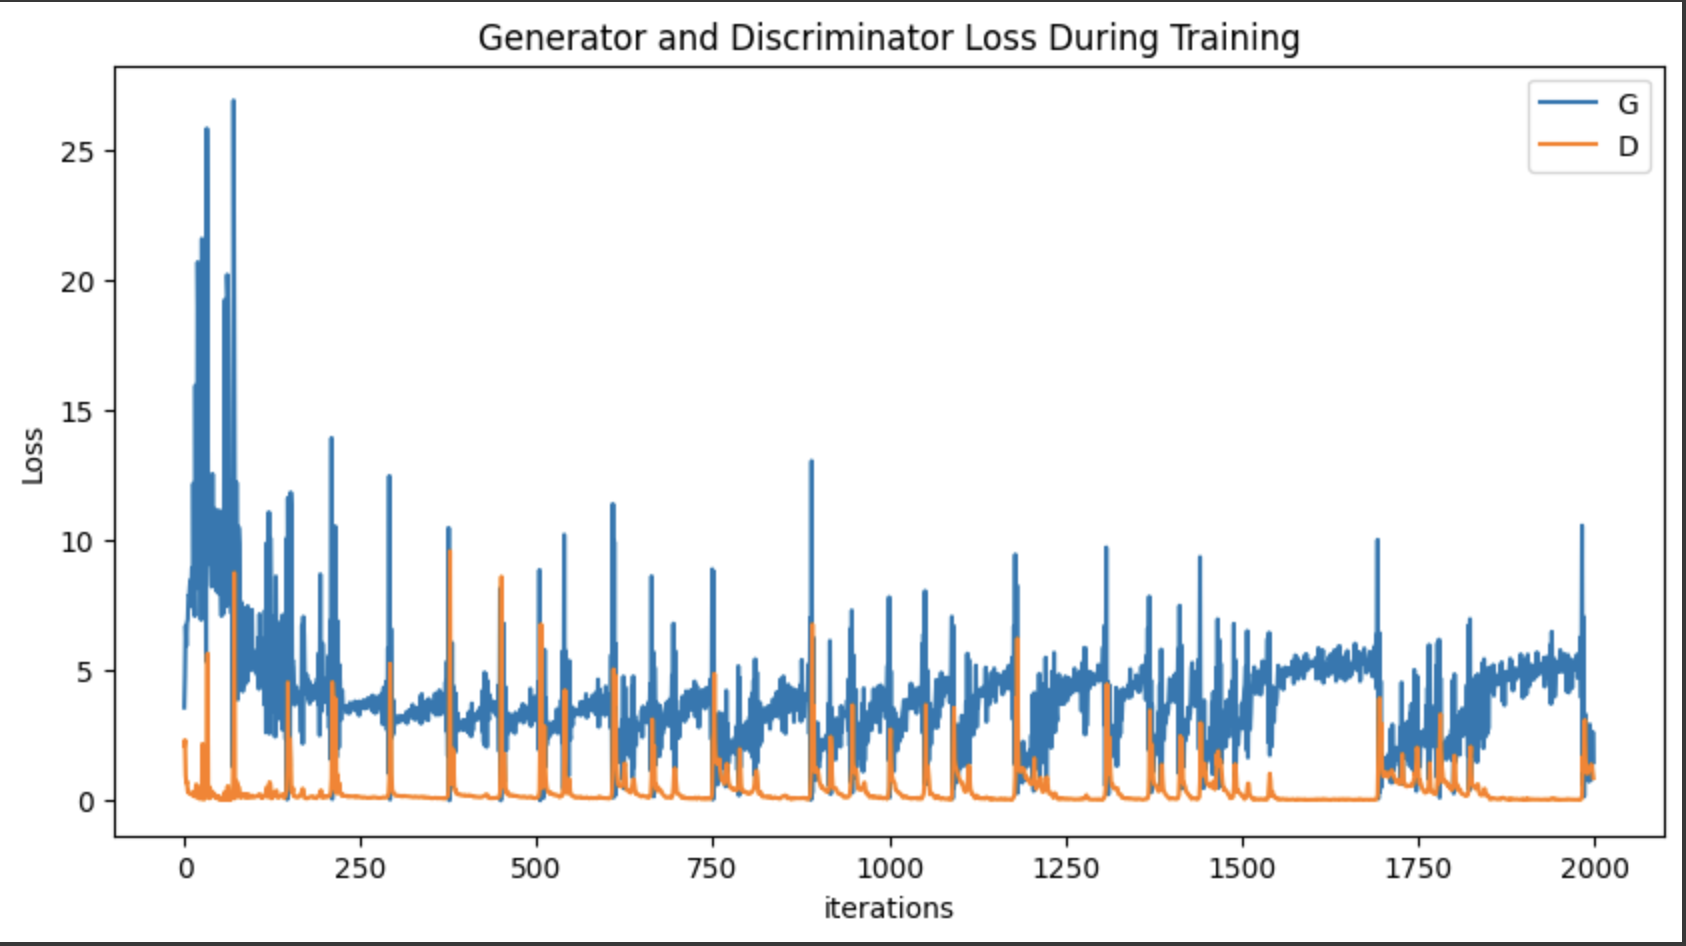 Generator and Discriminator Loss During Training
G
D
Loss
25
20
15
10
5
0
0 250 500 750 1000 1250 1500 1750 2000
iterations